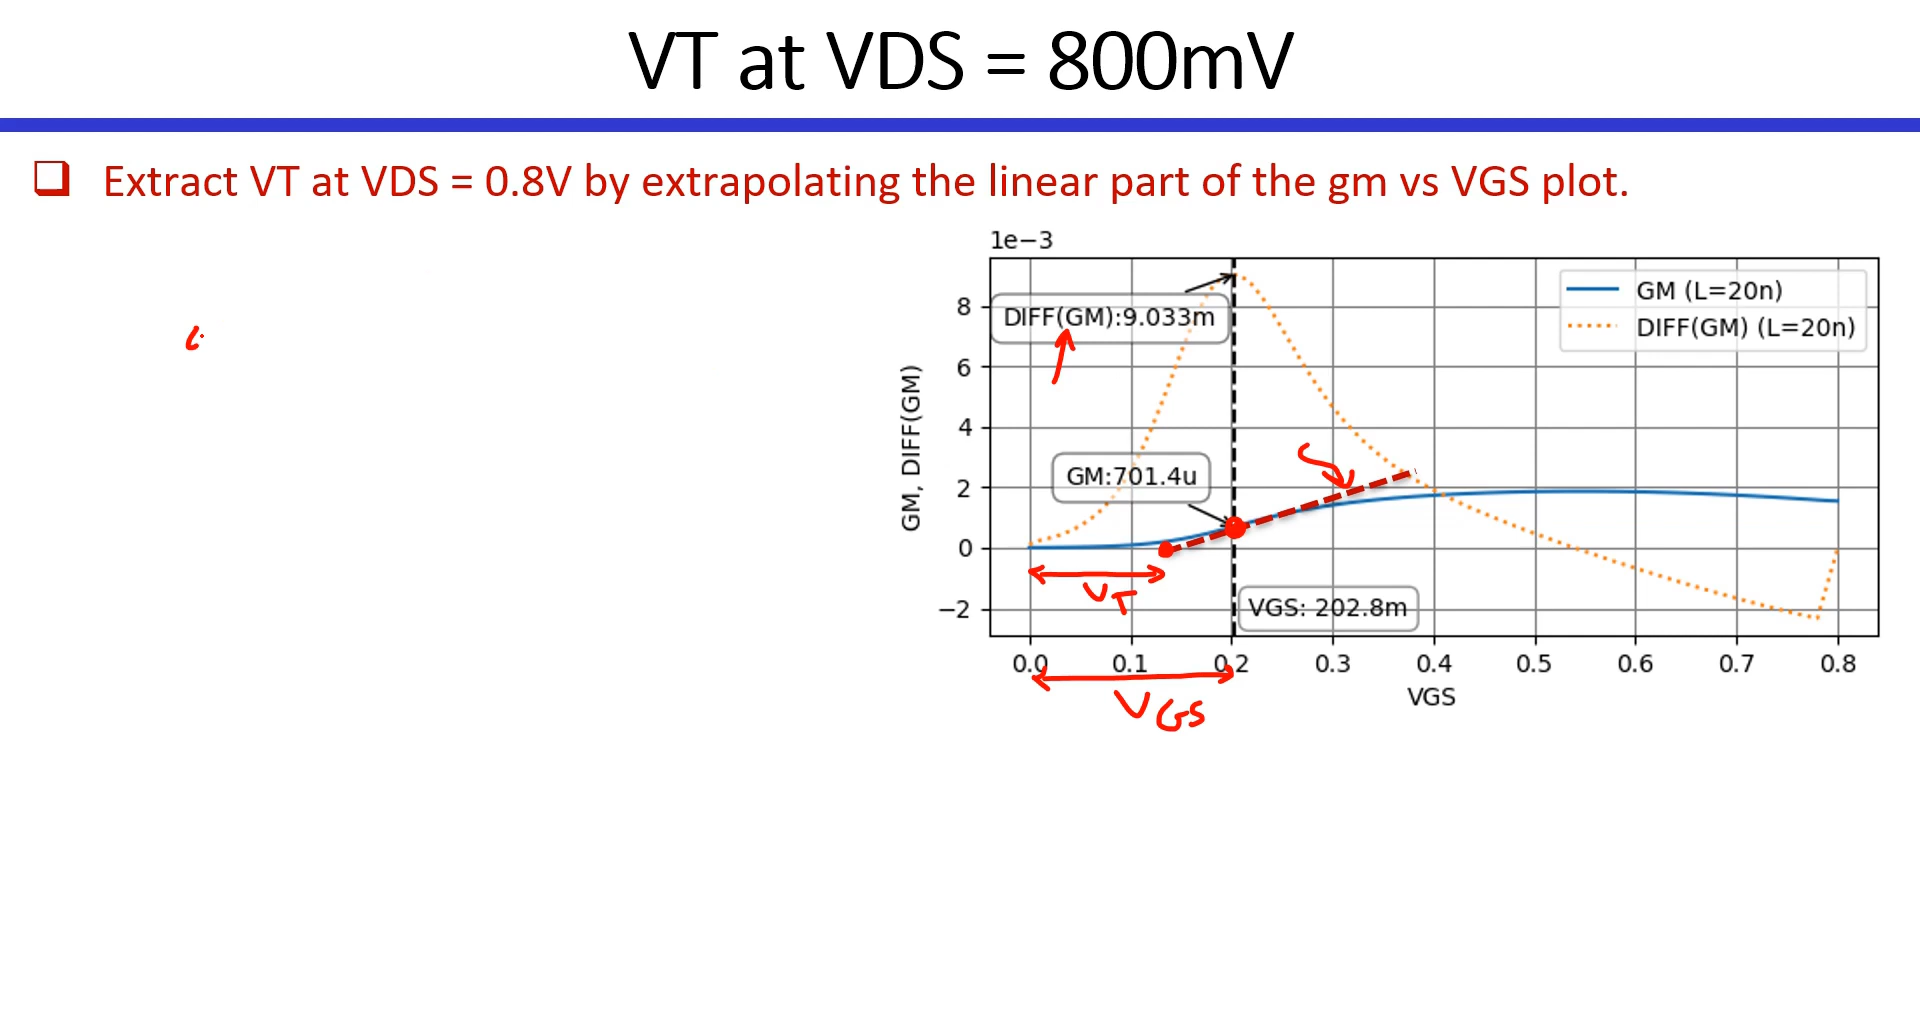 VT at VDS = 800mV
❑ Extract VT at VDS = 0.8V by extrapolating the linear part of the gm vs VGS plot.
1e−3
GM (L=20n)
DIFF(GM) (L=20n)
DIFF(GM):9.033m
GM:701.4u
VGS: 202.8m
GM, DIFF(GM)
8
6
4
2
0
−2
VT
0.0 0.1 0.2 0.3 0.4 0.5 0.6 0.7 0.8
VGS
VGS